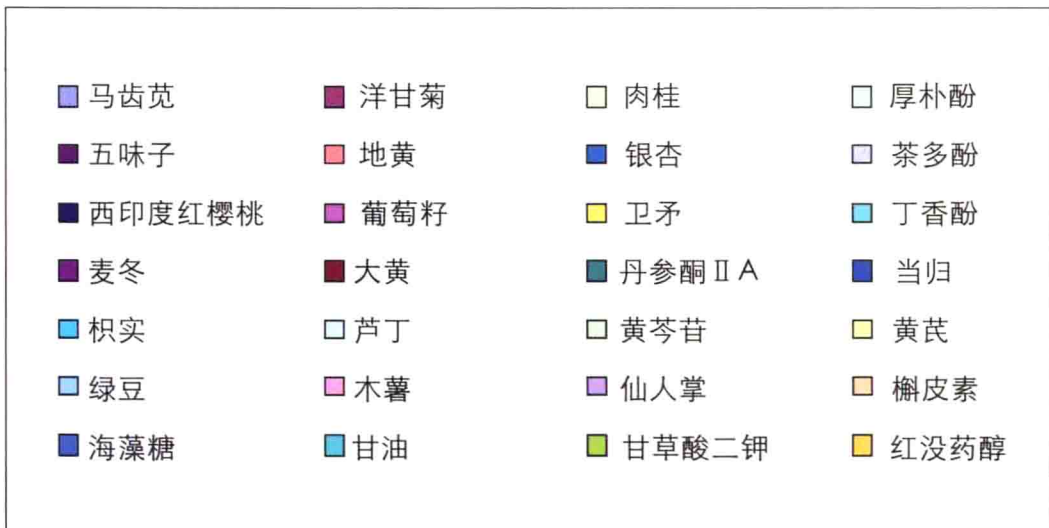 马齿苋 洋甘菊 肉桂 厚朴酚
五味子 地黄 银杏 茶多酚
西印度红樱桃 葡萄籽 卫矛 丁香酚
麦冬 大黄 丹参酮ⅡA 当归
枳实 芦丁 黄芩苷 黄芪
绿豆 木薯 仙人掌 槲皮素
海藻糖 甘油 甘草酸二钾 红没药醇